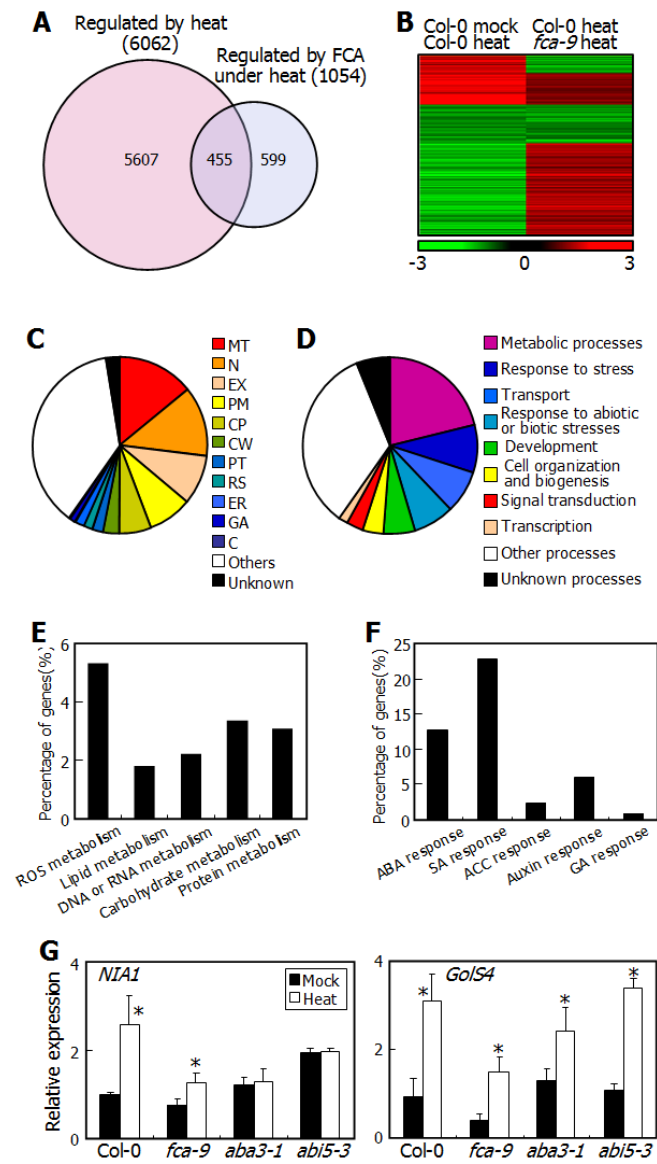 A
Regulated by heat
(6062)
Regulated by FCA
under heat (1054)
5607
455
599
B
Col-0 mock
Col-0 heat
Col-0 heat
fca-9 heat
-3
0
3
C
MT
N
EX
PM
CP
CW
PT
RS
ER
GA
C
Others
Unknown
D
Metabolic processes
Response to stress
Transport
Response to abiotic
or biotic stresses
Development
Cell organization
and biogenesis
Signal transduction
Transcription
Other processes
Unknown processes
E
Percentage of genes(%)
6
4
2
0
ROS metabolism
Lipid metabolism
DNA or RNA metabolism
Carbohydrate metabolism
Protein metabolism
F
Percentage of genes(%)
25
20
15
10
5
0
ABA response
SA response
ACC response
Auxin response
GA response
G
Relative expression
NIA1
Mock
Heat
4
2
0
* *
Col-0 fca-9 aba3-1 abi5-3
GolS4
4
2
0
* * * *
Col-0 fca-9 aba3-1 abi5-3